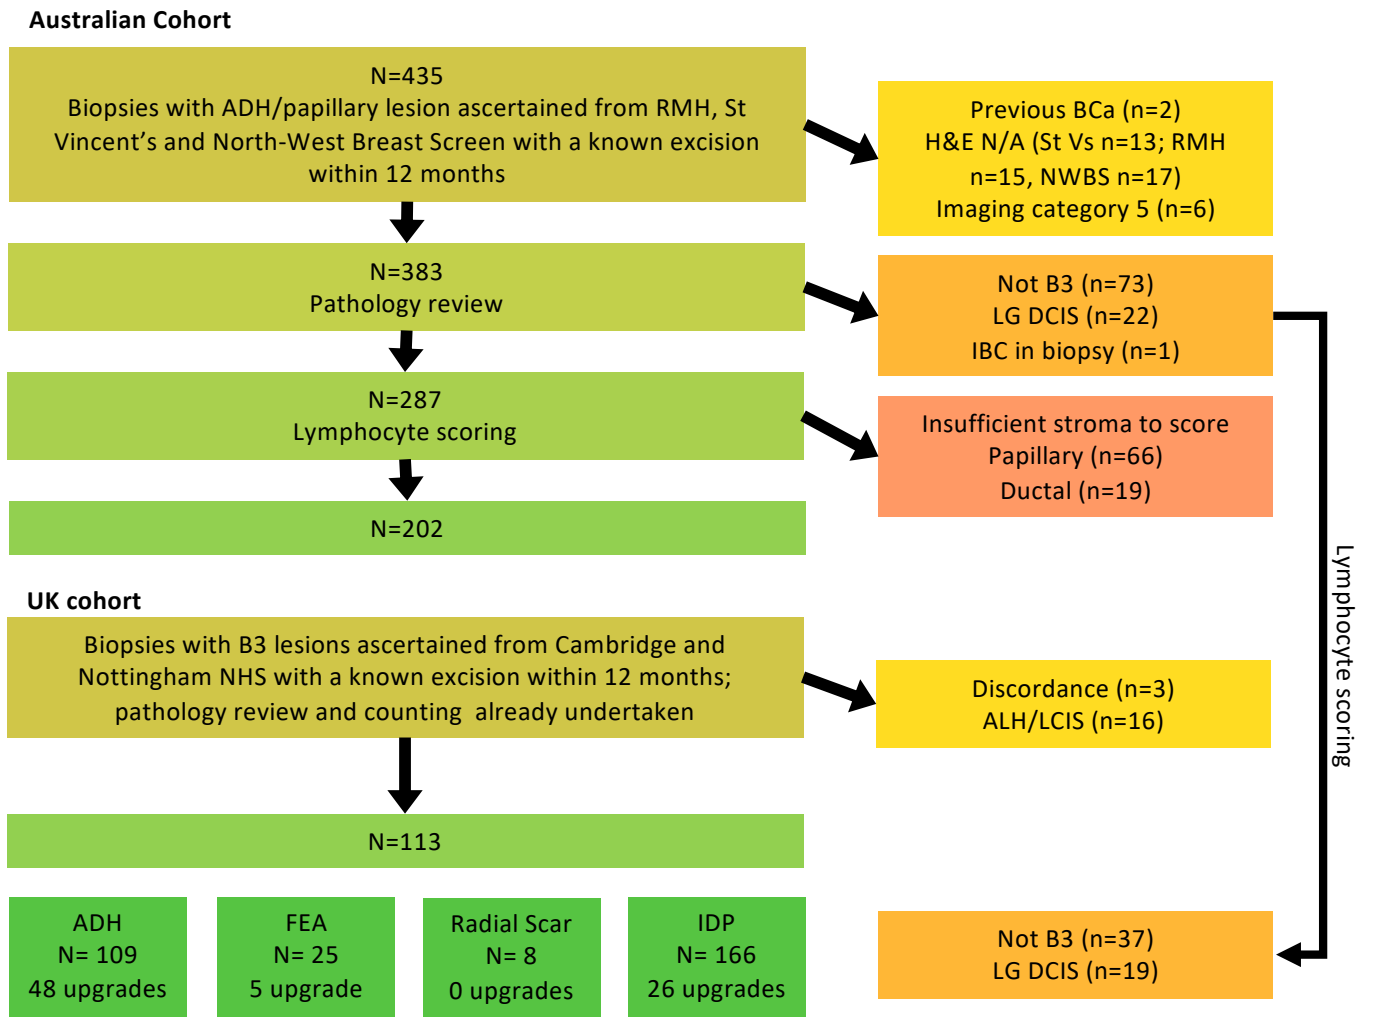 Australian Cohort
N=435
Biopsies with ADH/papillary lesion ascertained from RMH, St
Vincent’s and North-West Breast Screen with a known excision
within 12 months
Previous BCa (n=2)
H&E N/A (St Vs n=13; RMH
n=15, NWBS n=17)
Imaging category 5 (n=6)
N=383
Pathology review
Not B3 (n=73)
LG DCIS (n=22)
IBC in biopsy (n=1)
N=287
Lymphocyte scoring
Insufficient stroma to score
Papillary (n=66)
Ductal (n=19)
N=202
Lymphocyte scoring
UK cohort
Biopsies with B3 lesions ascertained from Cambridge and
Nottingham NHS with a known excision within 12 months;
pathology review and counting already undertaken
Discordance (n=3)
ALH/LCIS (n=16)
N=113
ADH
N= 109
48 upgrades
FEA
N= 25
5 upgrade
Radial Scar
N= 8
0 upgrades
IDP
N= 166
26 upgrades
Not B3 (n=37)
LG DCIS (n=19)